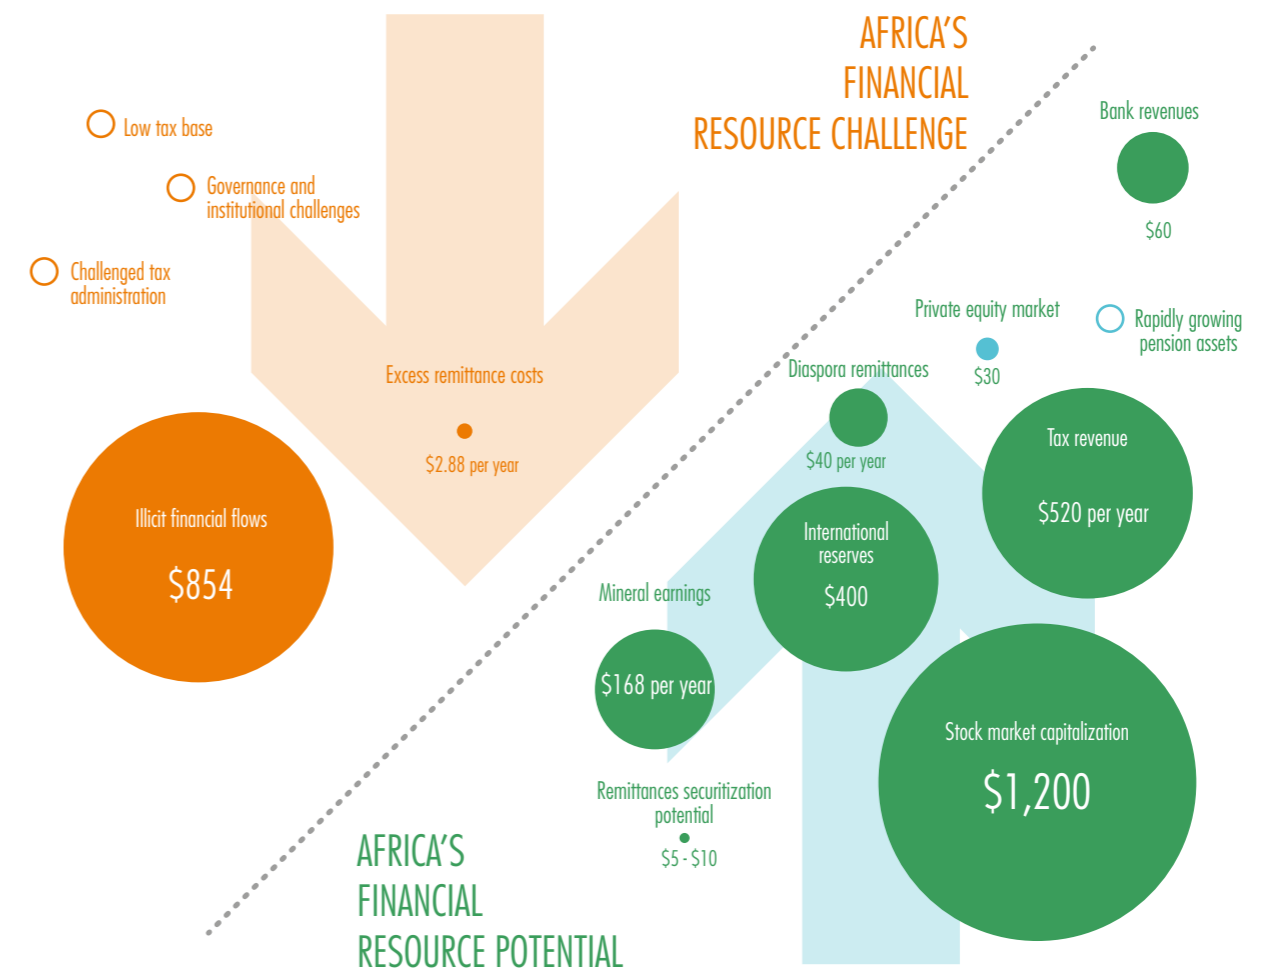 AFRICA'S
FINANCIAL
RESOURCE CHALLENGE
Low tax base
Governance and
institutional challenges
Challenged tax
administration
Excess remittance costs
$2.88 per year
Illicit financial flows
$854
Bank revenues
$60
Private equity market
$30
Rapidly growing
pension assets
Diaspora remittances
$40 per year
Tax revenue
$520 per year
International
reserves
$400
Mineral earnings
$168 per year
Stock market capitalization
$1,200
Remittances securitization
potential
$5 - $10
AFRICA'S
FINANCIAL
RESOURCE POTENTIAL